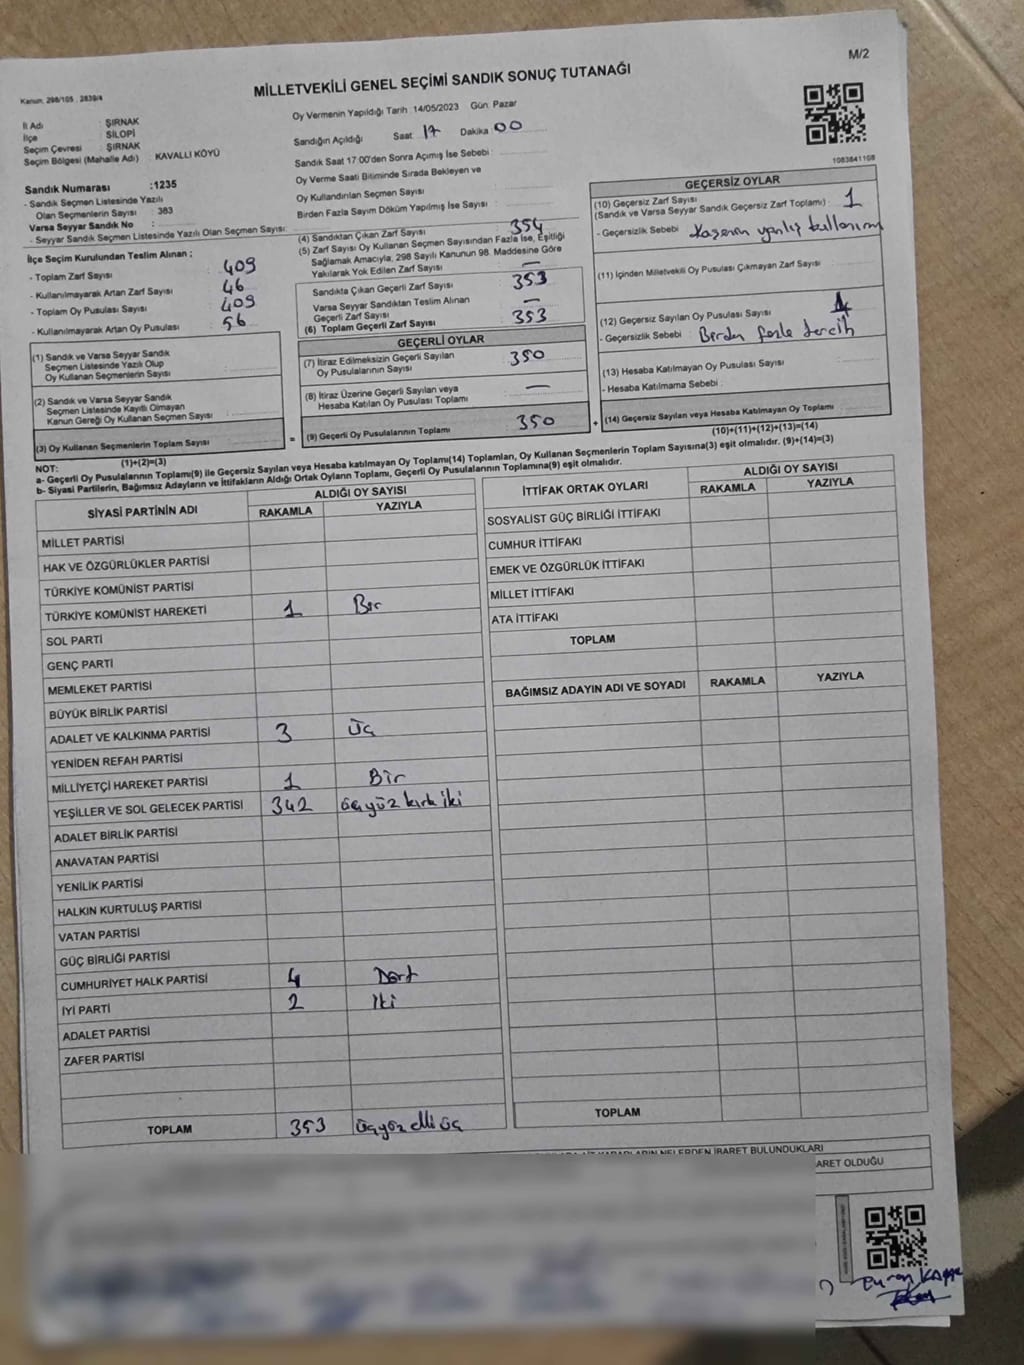 M/2
MİLLETVEKİLİ GENEL SEÇİMİ SANDIK SONUÇ TUTANAĞI
Kanun: 298/105 , 2839/4
İl Adı : ŞIRNAK
İlçe : SİLOPİ
Seçim Çevresi : ŞIRNAK
Seçim Bölgesi (Mahalle Adı) KAVALLI KÖYÜ
Sandık Numarası :1235
- Sandık Seçmen Listesinde Yazılı
Olan Seçmenlerin Sayısı : 383
Varsa Seyyar Sandık No :
- Seyyar Sandık Seçmen Listesinde Yazılı Olan Seçmen Sayısı:
İlçe Seçim Kurulundan Teslim Alınan ;
- Toplam Zarf Sayısı : 409
- Kullanılmayarak Artan Zarf Sayısı : 46
- Toplam Oy Pusulası Sayısı : 409
- Kullanılmayarak Artan Oy Pusulası : 56
(1) Sandık ve Varsa Seyyar Sandık
Seçmen Listesinde Yazılı Olup
Oy Kullanan Seçmenlerin Sayısı :
(2) Sandık ve Varsa Seyyar Sandık
Seçmen Listesinde Kayıtlı Olmayan
Kanun Gereği Oy Kullanan Seçmen Sayısı :
(3) Oy Kullanan Seçmenlerin Toplam Sayısı :
(1)+(2)=(3)
Oy Vermenin Yapıldığı Tarih :14/05/2023 Gün: Pazar
Sandığın Açıldığı Saat: 17 Dakika: 00
Sandık Saat 17:00'den Sonra Açımış İse Sebebi :
Oy Verme Saati Bitiminde Sırada Bekleyen ve
Oy Kullandırılan Seçmen Sayısı :
Birden Fazla Sayım Döküm Yapılmış İse Sayısı :
(4) Sandıktan Çıkan Zarf Sayısı : 354
(5) Zarf Sayısı Oy Kullanan Seçmen Sayısından Fazla İse, Eşitliği
Sağlamak Amacıyla, 298 Sayılı Kanunun 98. Maddesine Göre
Yakılarak Yok Edilen Zarf Sayısı : —
Sandıkta Çıkan Geçerli Zarf Sayısı : 353
Varsa Seyyar Sandıktan Teslim Alınan
Geçerli Zarf Sayısı : —
(6) Toplam Geçerli Zarf Sayısı : 353
GEÇERLİ OYLAR
(7) İtiraz Edilmeksizin Geçerli Sayılan
Oy Pusulalarının Sayısı : 350
(8) İtiraz Üzerine Geçerli Sayılan veya
Hesaba Katılan Oy Pusulası Toplamı : —
= (9) Geçerli Oy Pusulalarının Toplamı : 350 +
1083841108
GEÇERSİZ OYLAR
(10) Geçersiz Zarf Sayısı
(Sandık ve Varsa Seyyar Sandık Geçersiz Zarf Toplamı) : 1
- Geçersizlik Sebebi : Kaşenin yanlış kullanımı
(11) İçinden Milletvekili Oy Pusulası Çıkmayan Zarf Sayısı :
(12) Geçersiz Sayılan Oy Pusulası Sayısı :
- Geçersizlik Sebebi : Birden fazla tercih
(13) Hesaba Katılmayan Oy Pusulası Sayısı :
- Hesaba Katılmama Sebebi :
(14) Geçersiz Sayılan veya Hesaba Katılmayan Oy Toplamı :
(10)+(11)+(12)+(13)=(14)
NOT:
a- Geçerli Oy Pusulalarının Toplamı(9) ile Geçersiz Sayılan veya Hesaba katılmayan Oy Toplamı(14) Toplamları, Oy Kullanan Seçmenlerin Toplam Sayısına(3) eşit olmalıdır. (9)+(14)=(3)
b- Siyasi Partilerin, Bağımsız Adayların ve İttifakların Aldığı Ortak Oyların Toplamı, Geçerli Oy Pusulalarının Toplamına(9) eşit olmalıdır.
SİYASİ PARTİNİN ADI ALDIĞI OY SAYISI
RAKAMLA YAZIYLA
MİLLET PARTİSİ
HAK VE ÖZGÜRLÜKLER PARTİSİ
TÜRKİYE KOMÜNİST PARTİSİ
TÜRKİYE KOMÜNİST HAREKETİ 1 Bir
SOL PARTİ
GENÇ PARTİ
MEMLEKET PARTİSİ
BÜYÜK BİRLİK PARTİSİ
ADALET VE KALKINMA PARTİSİ 3 Üç
YENİDEN REFAH PARTİSİ
MİLLİYETÇİ HAREKET PARTİSİ 1 Bir
YEŞİLLER VE SOL GELECEK PARTİSİ 342 üçyüz kırk iki
ADALET BİRLİK PARTİSİ
ANAVATAN PARTİSİ
YENİLİK PARTİSİ
HALKIN KURTULUŞ PARTİSİ
VATAN PARTİSİ
GÜÇ BİRLİĞİ PARTİSİ
CUMHURİYET HALK PARTİSİ 4 Dört
İYİ PARTİ 2 İki
ADALET PARTİSİ
ZAFER PARTİSİ
TOPLAM 353 üçyüz elli üç
İTTİFAK ORTAK OYLARI ALDIĞI OY SAYISI
RAKAMLA YAZIYLA
SOSYALİST GÜÇ BİRLİĞİ İTTİFAKI
CUMHUR İTTİFAKI
EMEK VE ÖZGÜRLÜK İTTİFAKI
MİLLET İTTİFAKI
ATA İTTİFAKI
TOPLAM
BAĞIMSIZ ADAYIN ADI VE SOYADI RAKAMLA YAZIYLA
TOPLAM
NELERDEN İBARET BULUNDUKLARI
ARET OLDUĞU